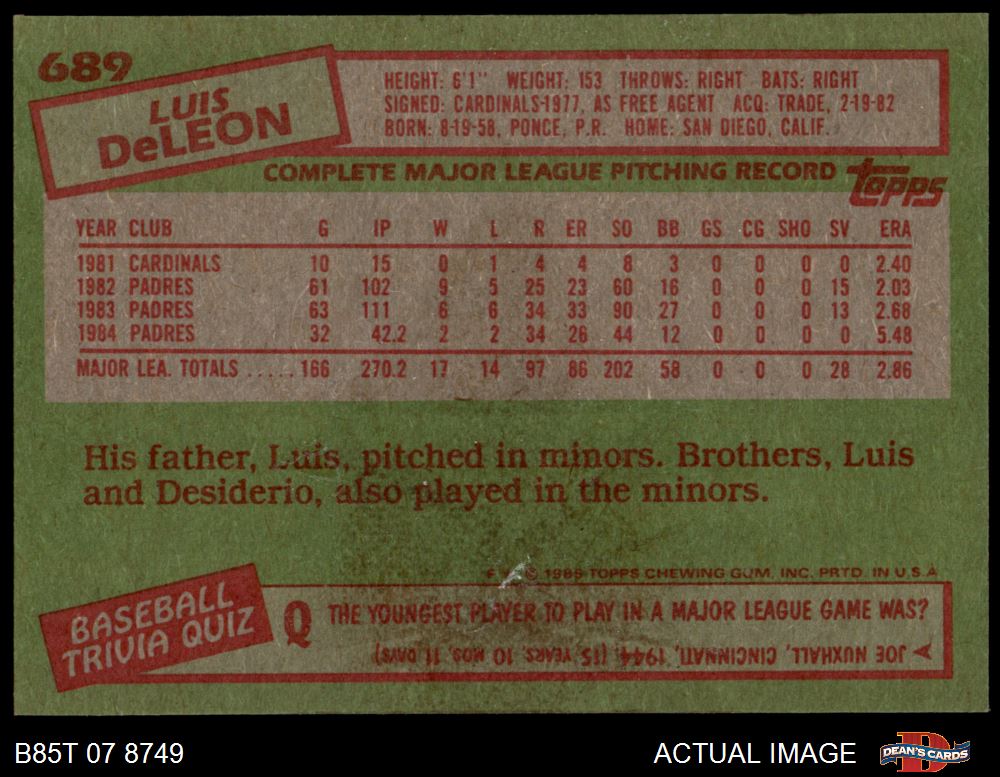 689
LUIS
DeLEON
HEIGHT: 6'1" WEIGHT: 153 THROWS: RIGHT BATS: RIGHT
SIGNED: CARDINALS-1977, AS FREE AGENT ACQ: TRADE, 2-19-82
BORN: 8-19-58, PONCE, P.R. HOME: SAN DIEGO, CALIF.
COMPLETE MAJOR LEAGUE PITCHING RECORD
topps
YEAR CLUB G IP W L R ER SO BB GS CG SHO SV ERA
1981 CARDINALS 10 15 0 1 4 4 8 3 0 0 0 0 2.40
1982 PADRES 61 102 9 5 25 23 60 16 0 0 0 15 2.03
1983 PADRES 63 111 6 6 34 33 90 27 0 0 0 13 2.68
1984 PADRES 32 42.2 2 2 34 26 44 12 0 0 0 0 5.48
MAJOR LEA. TOTALS ..... 166 270.2 17 14 97 86 202 58 0 0 0 28 2.86
His father, Luis, pitched in minors. Brothers, Luis
and Desiderio, also played in the minors.
© 1985 TOPPS CHEWING GUM, INC. PRTD. IN U.S.A.
BASEBALL
TRIVIA QUIZ
Q THE YOUNGEST PLAYER TO PLAY IN A MAJOR LEAGUE GAME WAS?
A JOE NUXHALL, CINCINNATI, 1944, (15, YEARS, 10 MOS, 11, DAYS)
B85T 07 8749
ACTUAL IMAGE
D
DEAN'S CARDS